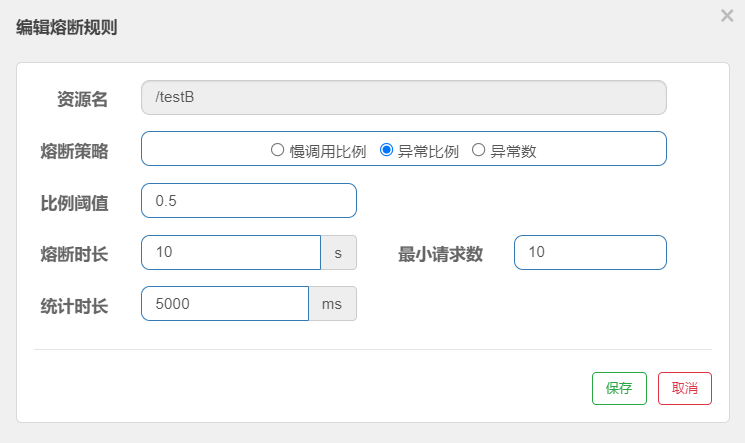 编辑熔断规则
×
资源名 /testB
熔断策略 慢调用比例 异常比例 异常数
比例阈值 0.5
熔断时长 10 s 最小请求数 10
统计时长 5000 ms
保存 取消